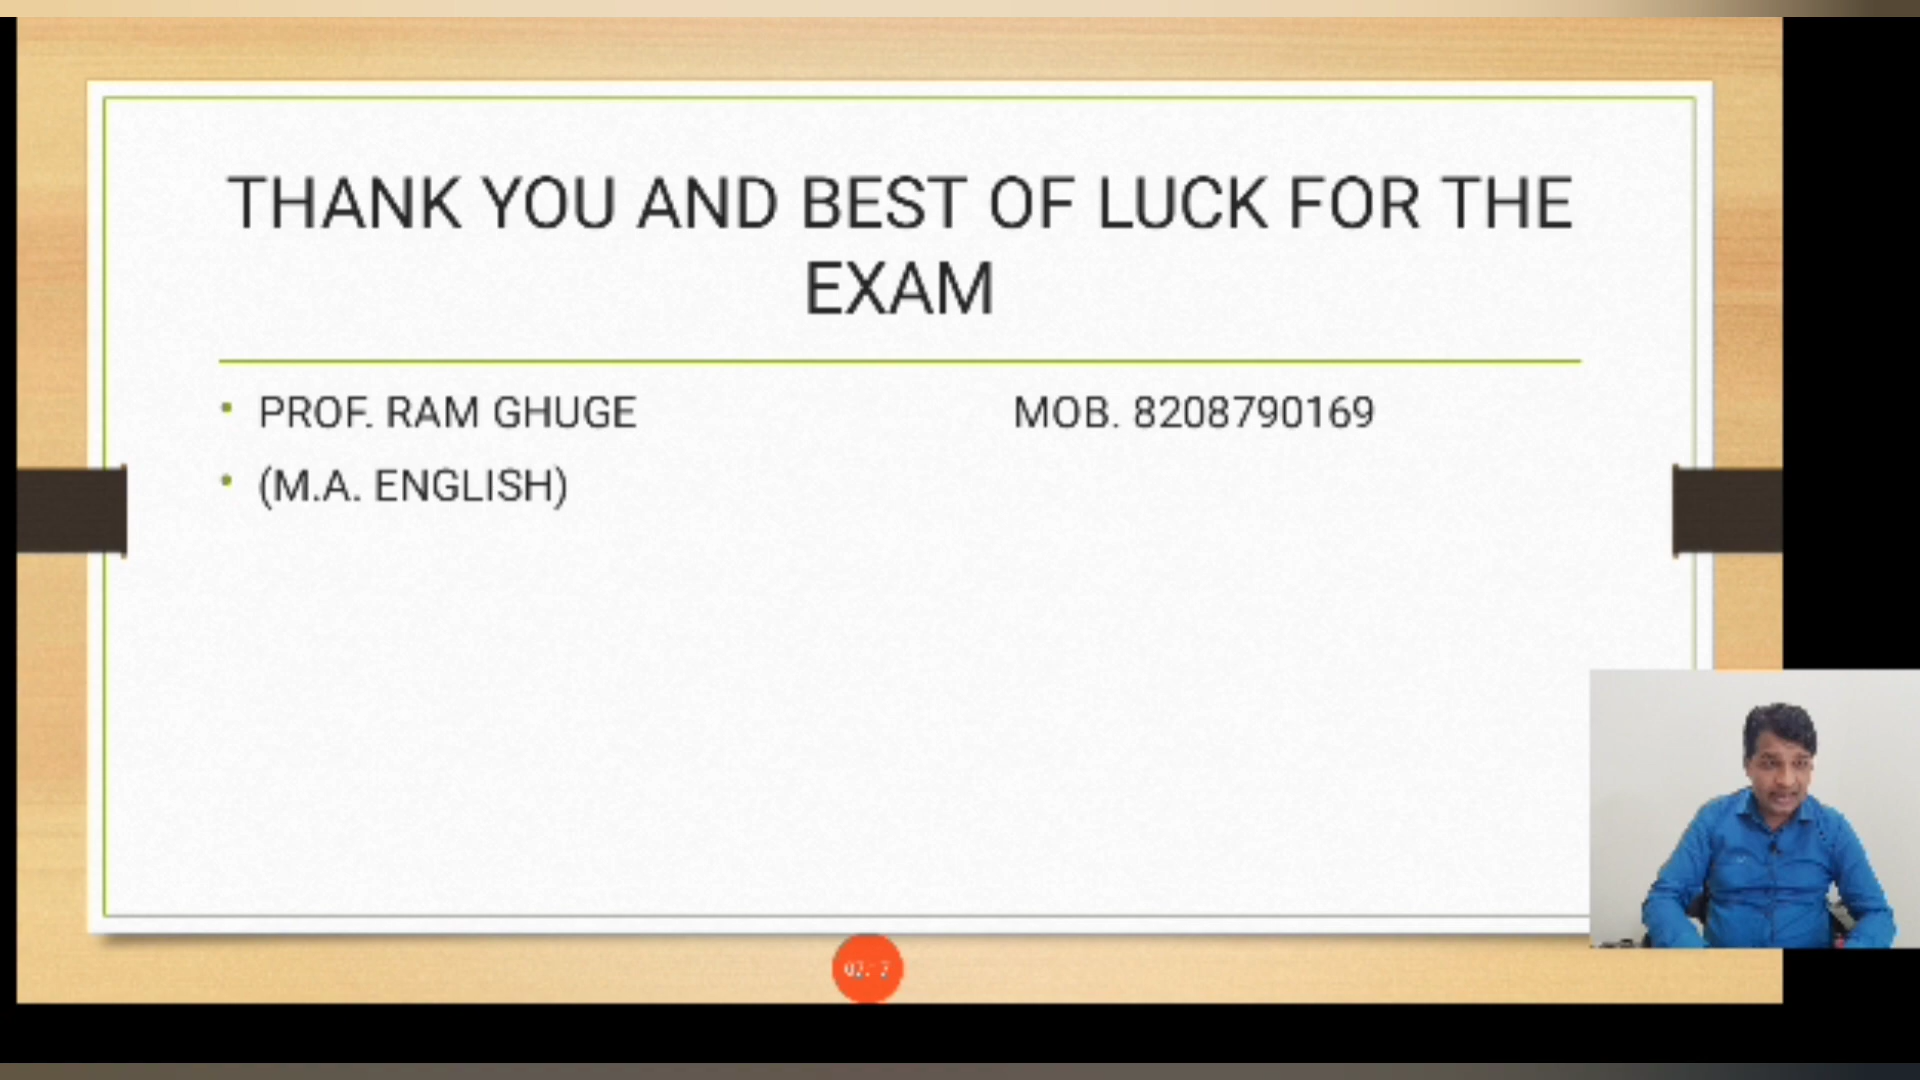 THANK YOU AND BEST OF LUCK FOR THE
EXAM
PROF. RAM GHUGE MOB. 8208790169
(M.A. ENGLISH)